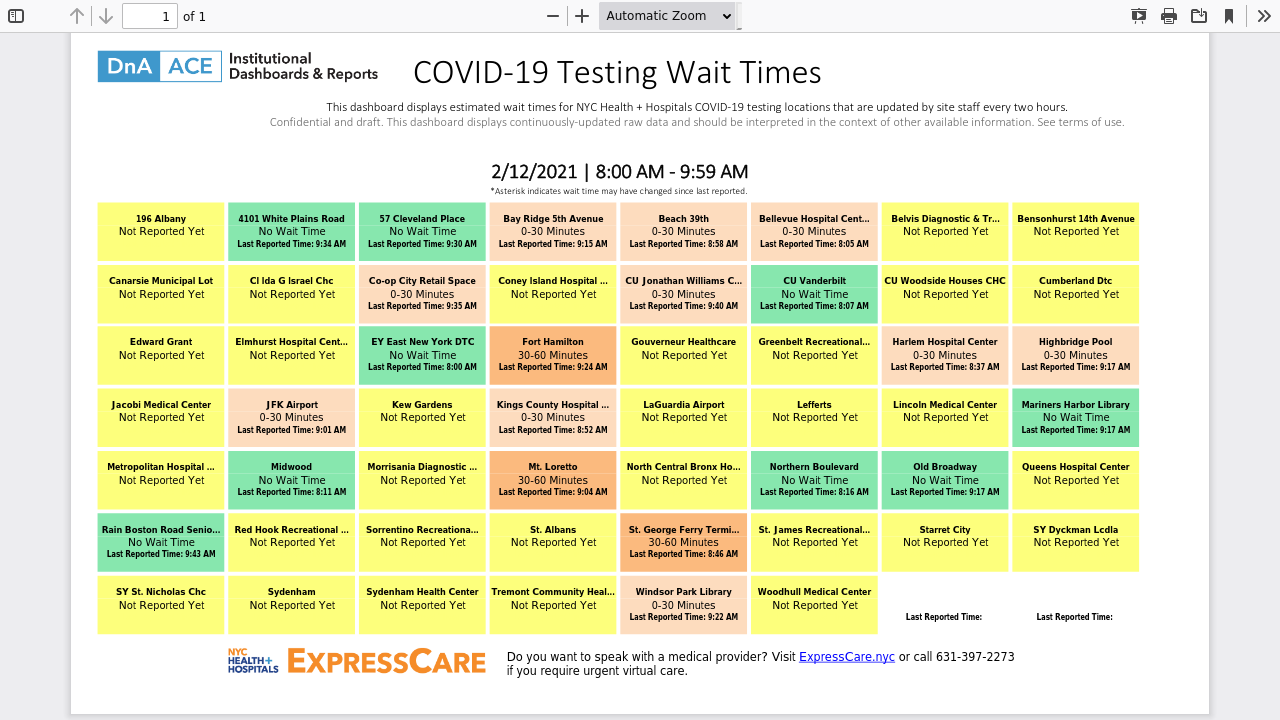 1 of 1 Automatic Zoom
DnA ACE Institutional
Dashboards & Reports
COVID-19 Testing Wait Times
This dashboard displays estimated wait times for NYC Health + Hospitals COVID-19 testing locations that are updated by site staff every two hours.
Confidential and draft. This dashboard displays continuously-updated raw data and should be interpreted in the context of other available information. See terms of use.
2/12/2021 | 8:00 AM - 9:59 AM
*Asterisk indicates wait time may have changed since last reported.
196 Albany
Not Reported Yet
4101 White Plains Road
No Wait Time
Last Reported Time: 9:34 AM
57 Cleveland Place
No Wait Time
Last Reported Time: 9:30 AM
Bay Ridge 5th Avenue
0-30 Minutes
Last Reported Time: 9:15 AM
Beach 39th
0-30 Minutes
Last Reported Time: 8:58 AM
Bellevue Hospital Cent...
0-30 Minutes
Last Reported Time: 8:05 AM
Belvis Diagnostic & Tr...
Not Reported Yet
Bensonhurst 14th Avenue
Not Reported Yet
Canarsie Municipal Lot
Not Reported Yet
Cl Ida G Israel Chc
Not Reported Yet
Co-op City Retail Space
0-30 Minutes
Last Reported Time: 9:35 AM
Coney Island Hospital ...
Not Reported Yet
CU Jonathan Williams C...
0-30 Minutes
Last Reported Time: 9:40 AM
CU Vanderbilt
No Wait Time
Last Reported Time: 8:07 AM
CU Woodside Houses CHC
Not Reported Yet
Cumberland Dtc
Not Reported Yet
Edward Grant
Not Reported Yet
Elmhurst Hospital Cent...
Not Reported Yet
EY East New York DTC
No Wait Time
Last Reported Time: 8:00 AM
Fort Hamilton
30-60 Minutes
Last Reported Time: 9:24 AM
Gouverneur Healthcare
Not Reported Yet
Greenbelt Recreational...
Not Reported Yet
Harlem Hospital Center
0-30 Minutes
Last Reported Time: 8:37 AM
Highbridge Pool
0-30 Minutes
Last Reported Time: 9:17 AM
Jacobi Medical Center
Not Reported Yet
JFK Airport
0-30 Minutes
Last Reported Time: 9:01 AM
Kew Gardens
Not Reported Yet
Kings County Hospital ...
0-30 Minutes
Last Reported Time: 8:52 AM
LaGuardia Airport
Not Reported Yet
Lefferts
Not Reported Yet
Lincoln Medical Center
Not Reported Yet
Mariners Harbor Library
No Wait Time
Last Reported Time: 9:17 AM
Metropolitan Hospital ...
Not Reported Yet
Midwood
No Wait Time
Last Reported Time: 8:11 AM
Morrisania Diagnostic ...
Not Reported Yet
Mt. Loretto
30-60 Minutes
Last Reported Time: 9:04 AM
North Central Bronx Ho...
Not Reported Yet
Northern Boulevard
No Wait Time
Last Reported Time: 8:16 AM
Old Broadway
No Wait Time
Last Reported Time: 9:17 AM
Queens Hospital Center
Not Reported Yet
Rain Boston Road Senio...
No Wait Time
Last Reported Time: 9:43 AM
Red Hook Recreational ...
Not Reported Yet
Sorrentino Recreationa...
Not Reported Yet
St. Albans
Not Reported Yet
St. George Ferry Termi...
30-60 Minutes
Last Reported Time: 8:46 AM
St. James Recreational...
Not Reported Yet
Starret City
Not Reported Yet
SY Dyckman Lcdla
Not Reported Yet
SY St. Nicholas Chc
Not Reported Yet
Sydenham
Not Reported Yet
Sydenham Health Center
Not Reported Yet
Tremont Community Heal...
Not Reported Yet
Windsor Park Library
0-30 Minutes
Last Reported Time: 9:22 AM
Woodhull Medical Center
Not Reported Yet
Last Reported Time:
Last Reported Time:
NYC
HEALTH+
HOSPITALS
EXPRESSCARE
Do you want to speak with a medical provider? Visit ExpressCare.nyc or call 631-397-2273
if you require urgent virtual care.